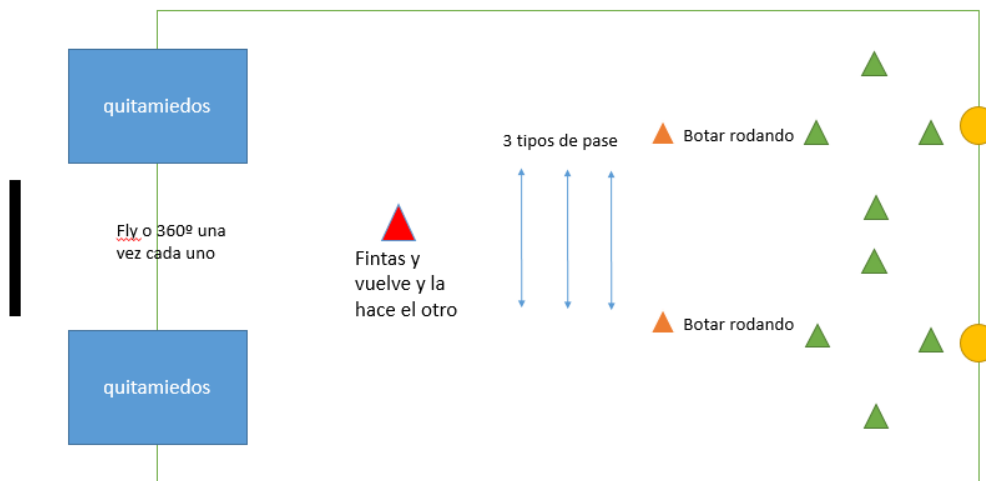 quitamiedos
3 tipos de pase
Botar rodando
Fly o 360º una
vez cada uno
Fintas y
vuelve y la
hace el otro
Botar rodando
quitamiedos